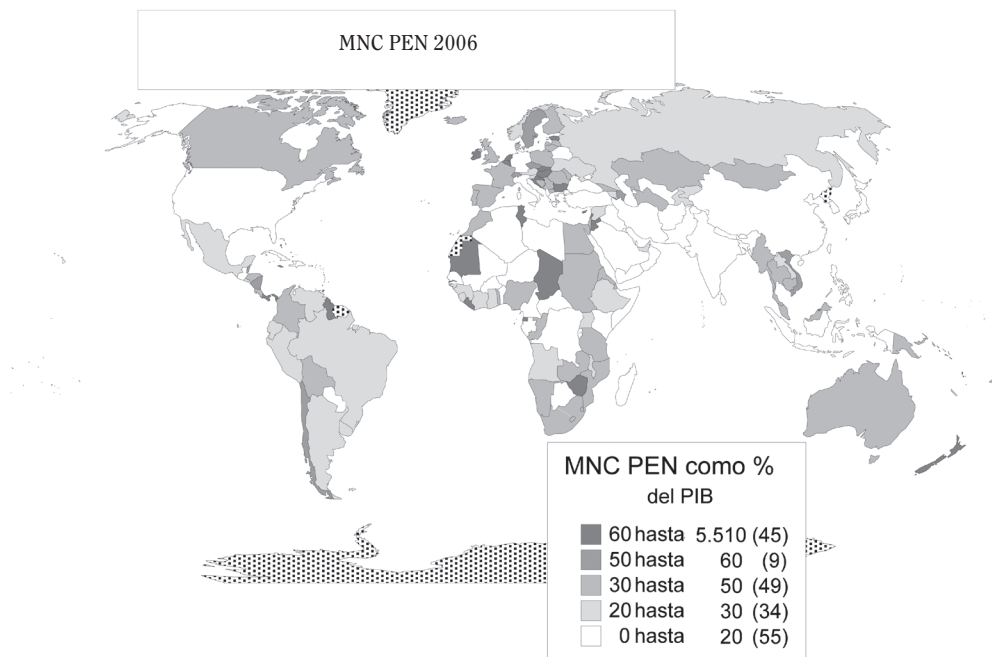 MNC PEN 2006
MNC PEN como %
del PIB
60 hasta 5.510 (45)
50 hasta 60 (9)
30 hasta 50 (49)
20 hasta 30 (34)
0 hasta 20 (55)